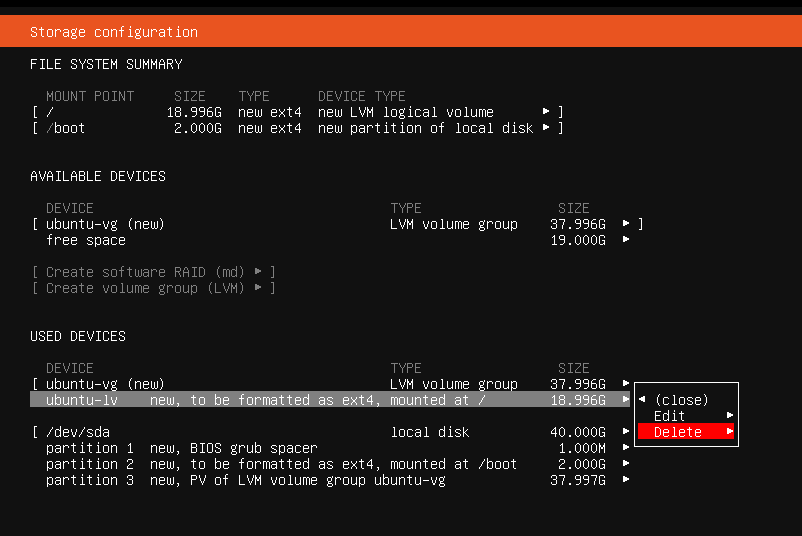 Storage configuration
FILE SYSTEM SUMMARY
MOUNT POINT SIZE TYPE DEVICE TYPE
[ / 18.996G new ext4 new LVM logical volume ▸ ]
[ /boot 2.000G new ext4 new partition of local disk ▸ ]
AVAILABLE DEVICES
DEVICE TYPE SIZE
[ ubuntu-vg (new) LVM volume group 37.996G ▸ ]
free space 19.000G ▸
[ Create software RAID (md) ▸ ]
[ Create volume group (LVM) ▸ ]
USED DEVICES
DEVICE TYPE SIZE
[ ubuntu-vg (new) LVM volume group 37.996G ▸
ubuntu-lv new, to be formatted as ext4, mounted at / 18.996G ▸ ◂ (close)
Edit ▸
[ /dev/sda local disk 40.000G ▸ Delete ▸
partition 1 new, BIOS grub spacer 1.000M ▸
partition 2 new, to be formatted as ext4, mounted at /boot 2.000G ▸
partition 3 new, PV of LVM volume group ubuntu-vg 37.997G ▸